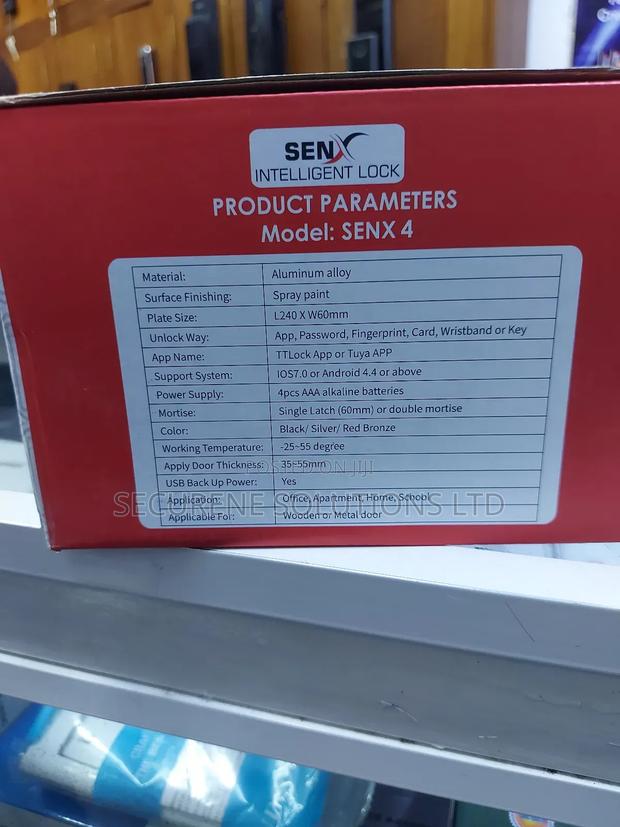 SENX
INTELLIGENT LOCK
PRODUCT PARAMETERS
Model: SENX 4
Material: Aluminum alloy
Surface Finishing: Spray paint
Plate Size: L240 X W60mm
Unlock Way: App, Password, Fingerprint, Card, Wristband or Key
App Name: TTLock App or Tuya APP
Support System: IOS7.0 or Android 4.4 or above
Power Supply: 4pcs AAA alkaline batteries
Mortise: Single Latch (60mm) or double mortise
Color: Black/ Silver/ Red Bronze
Working Temperature: -25~55 degree
Apply Door Thickness: 35~55mm
POSTED ON JIJI
USB Back Up Power: Yes
Application: Office, Apartment, Home, School
SECURENE SOLUTIONS LTD
Applicable For: Wooden or Metal door